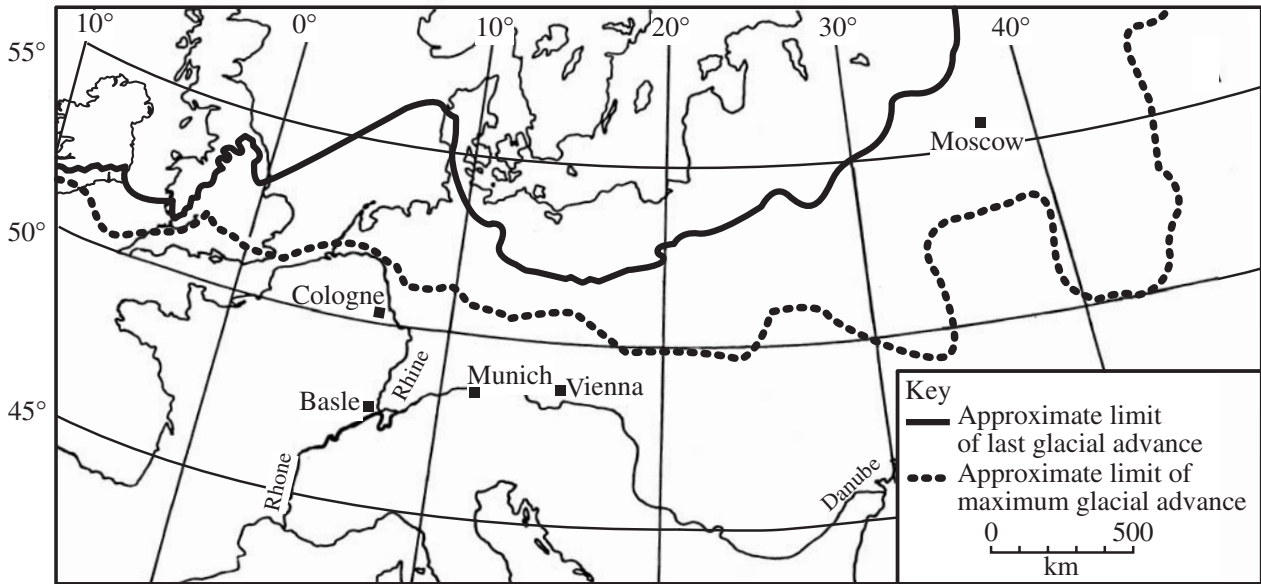 10° 0° 10° 20° 30° 40°
55°
50°
45°
Moscow
Cologne
Rhine
Munich
Vienna
Basle
Rhone
Danube
Key
Approximate limit
of last glacial advance
Approximate limit of
maximum glacial advance
0 500
km